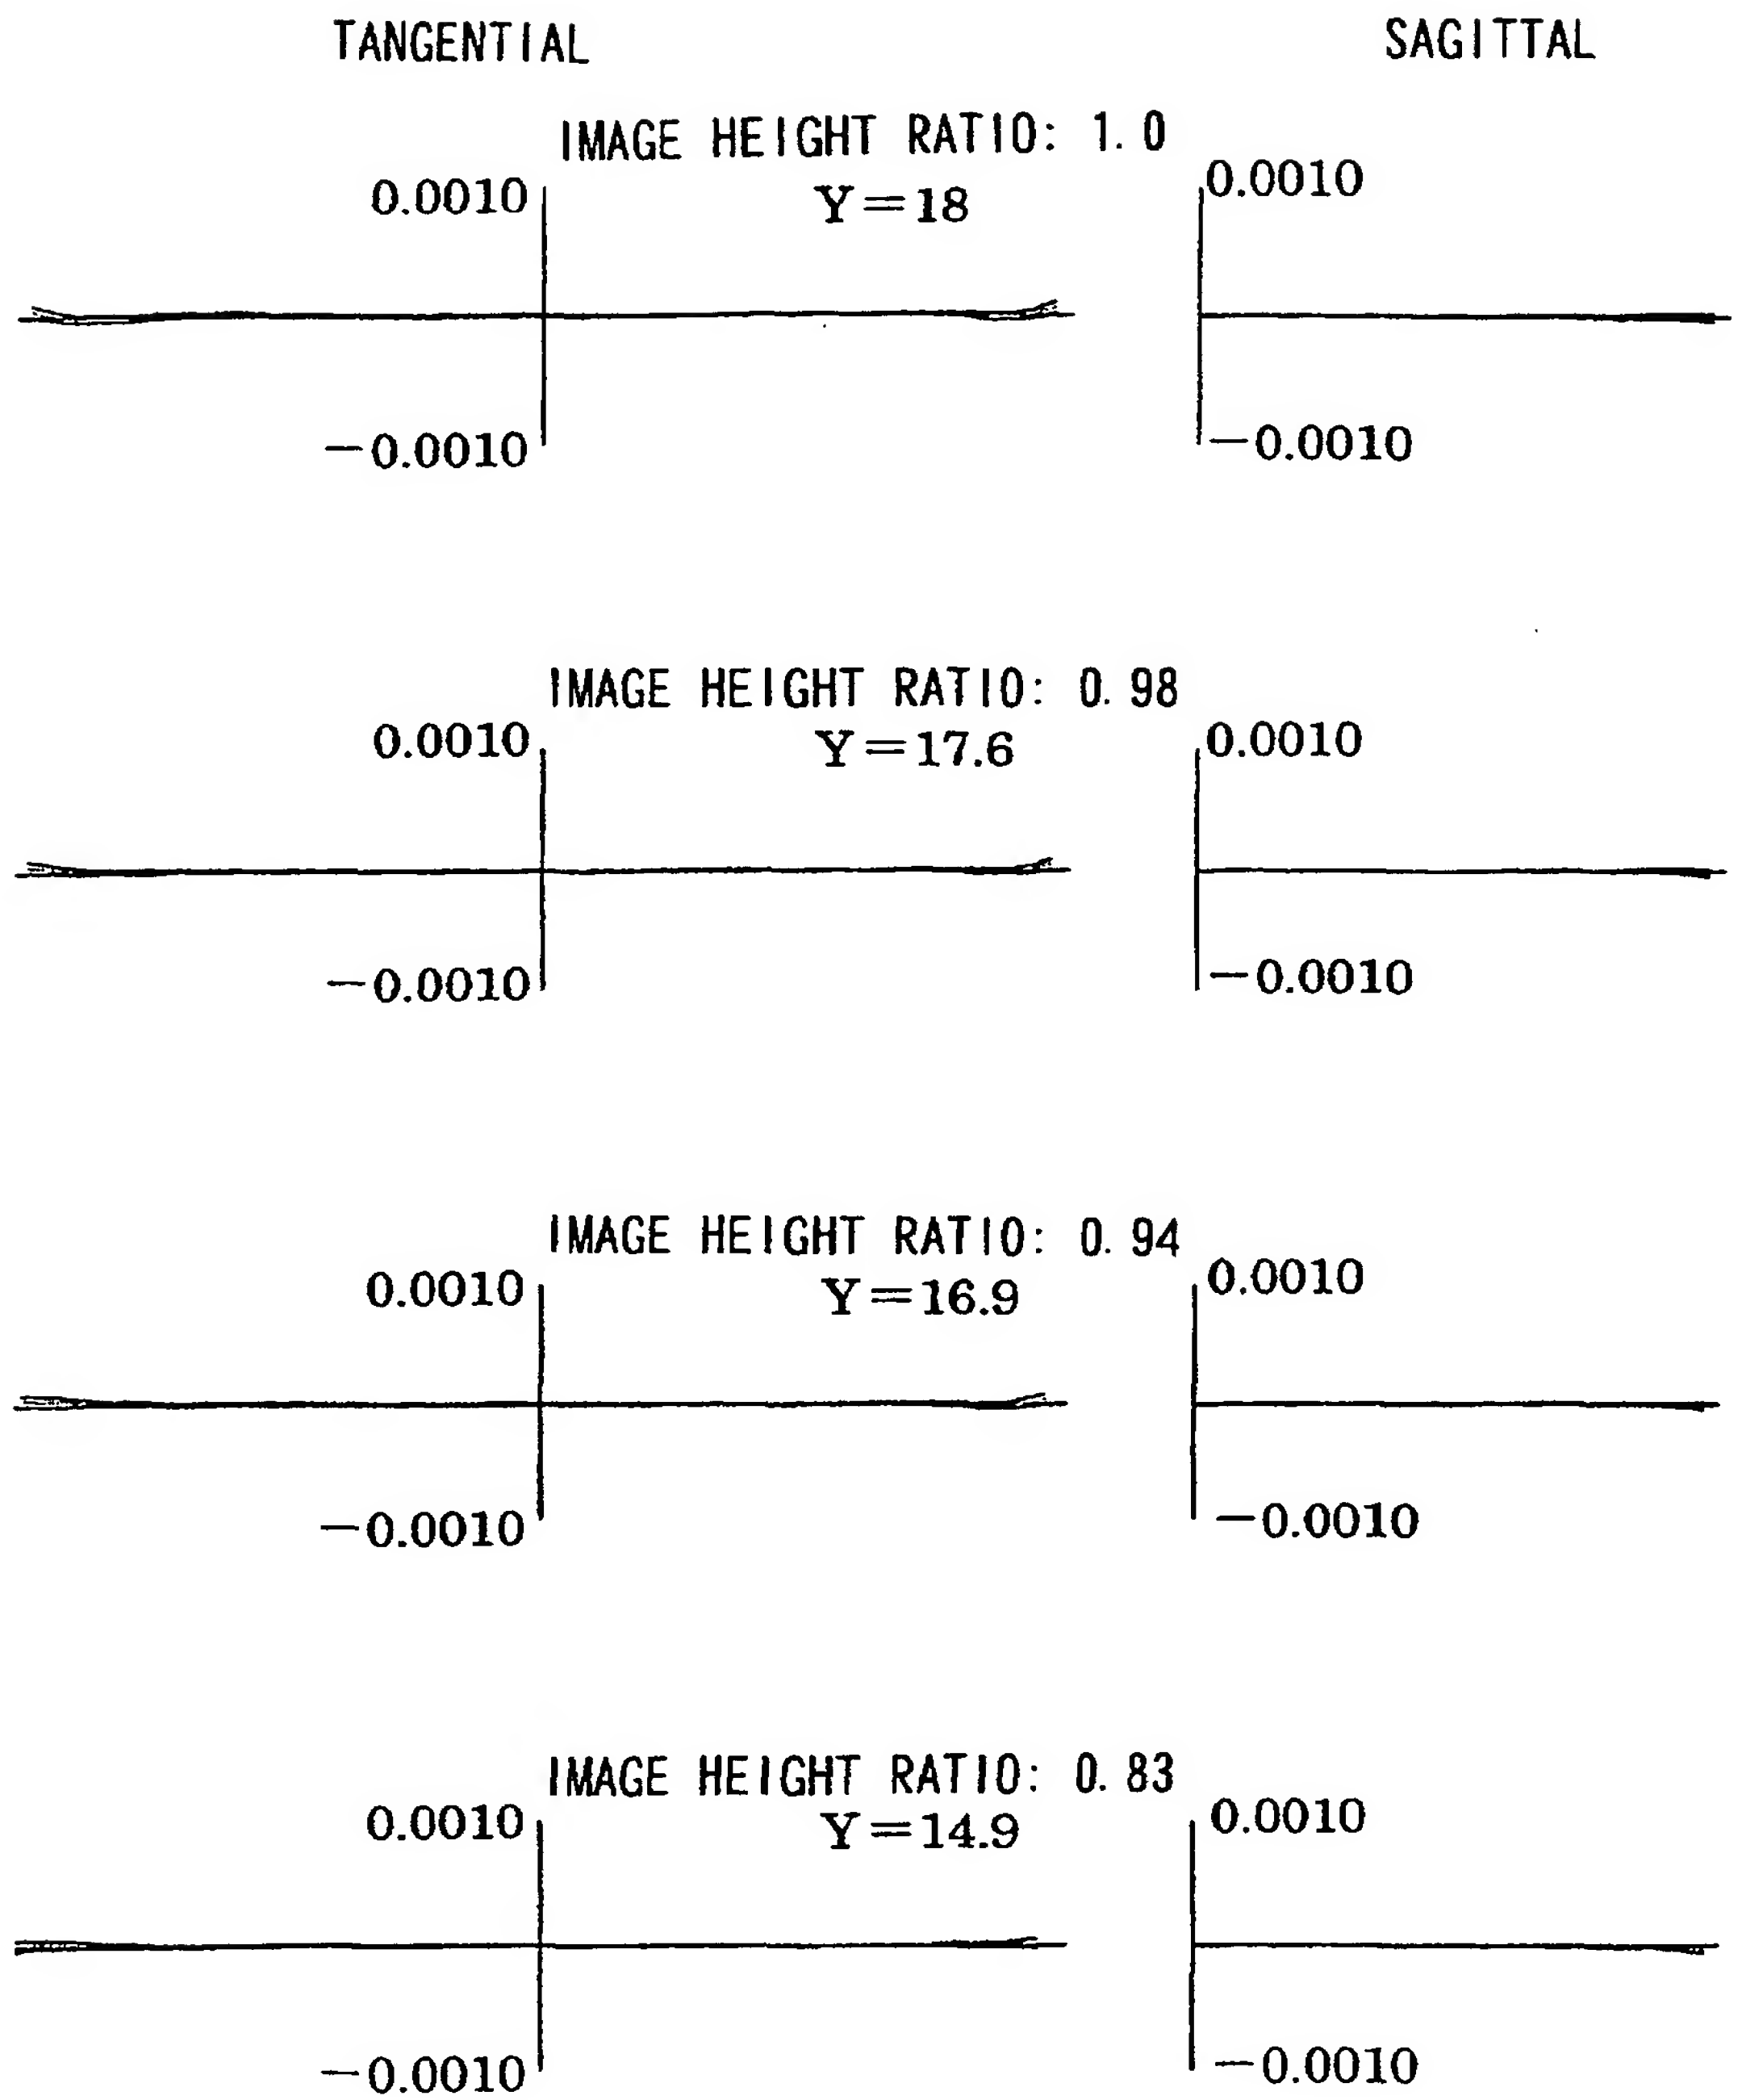 TANGENTIAL SAGITTAL
IMAGE HEIGHT RATIO: 1.0
0.0010 Y=18 0.0010
−0.0010 −0.0010
IMAGE HEIGHT RATIO: 0.98
0.0010 Y=17.6 0.0010
−0.0010 −0.0010
IMAGE HEIGHT RATIO: 0.94
0.0010 Y=16.9 0.0010
−0.0010 −0.0010
IMAGE HEIGHT RATIO: 0.83
0.0010 Y=14.9 0.0010
−0.0010 −0.0010